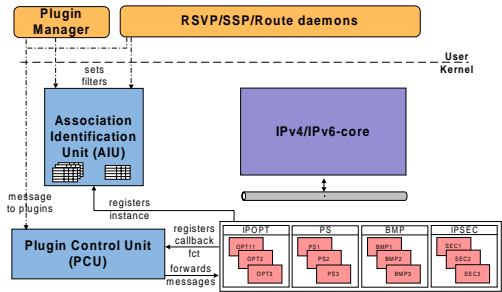 Plugin
Manager
RSVP/SSP/Route daemons
User
Kernel
sets
filters
Association
Identification
Unit (AIU)
IPv4/IPv6-core
message
to plugins
registers
instance
Plugin Control Unit
(PCU)
registers
callback
fct
forwards
messages
IPOPT
PS
BMP
IPSEC
OPT11
OPT2
OPT3
PS1
PS2
PS3
BMP1
BMP2
BMP3
SEC1
SEC2
SEC3